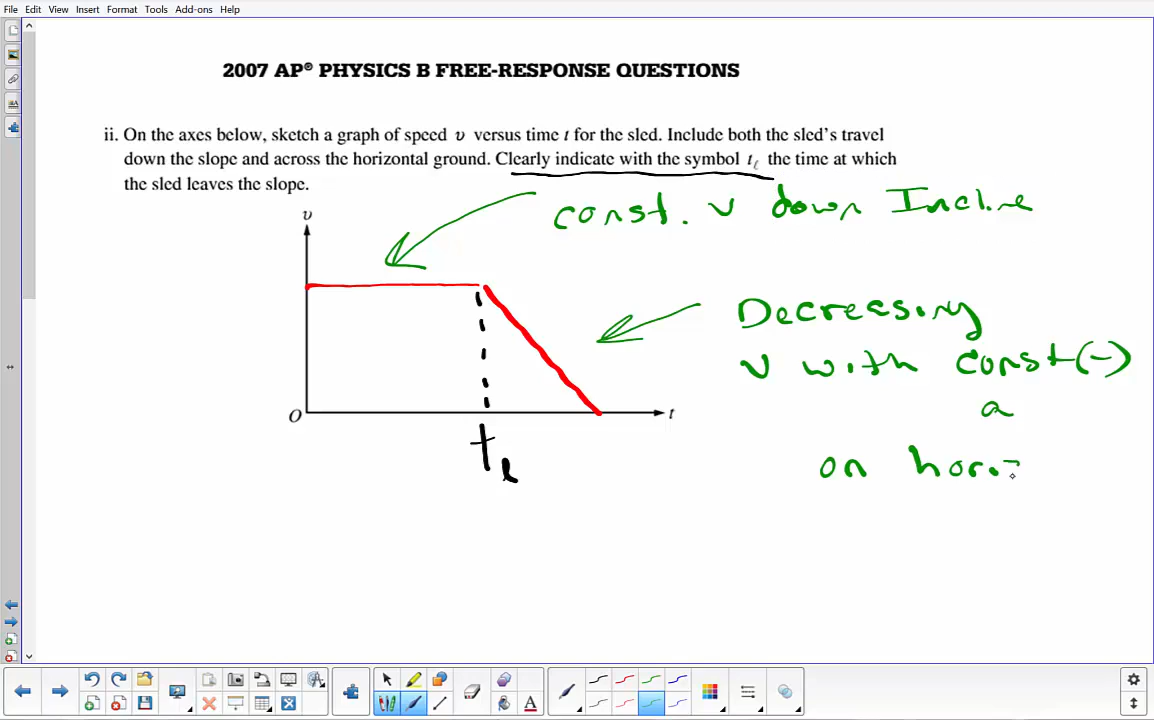 File Edit View Insert Format Tools Add-ons Help
2007 AP® PHYSICS B FREE-RESPONSE QUESTIONS
ii. On the axes below, sketch a graph of speed υ versus time t for the sled. Include both the sled's travel
down the slope and across the horizontal ground. Clearly indicate with the symbol tℓ the time at which
the sled leaves the slope.
const. v down Incline
υ
Decreasing
v with const(-)
a
on horiz
O
t
tℓ
A